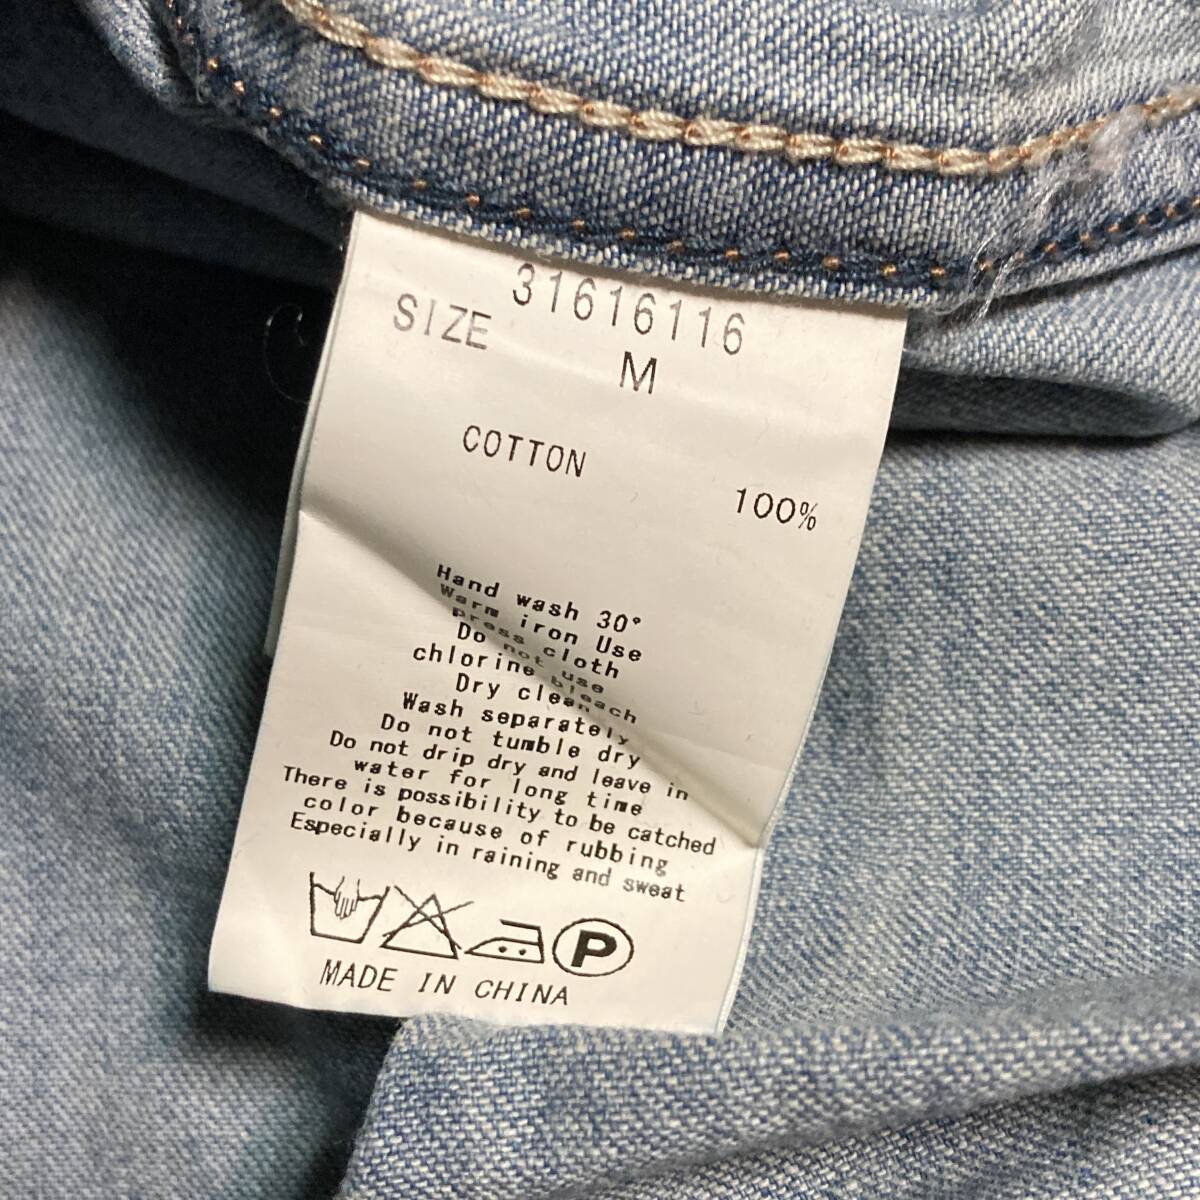 31616116
SIZE
M
COTTON
100%
Hand wash 30°
Warm iron Use
press cloth
Do not use
chlorine bleach
Dry clean
Wash separately
Do not tumble dry
Do not drip dry and leave in
water for long time
There is possibility to be catched
color because of rubbing
Especially in raining and sweat
P
MADE IN CHINA